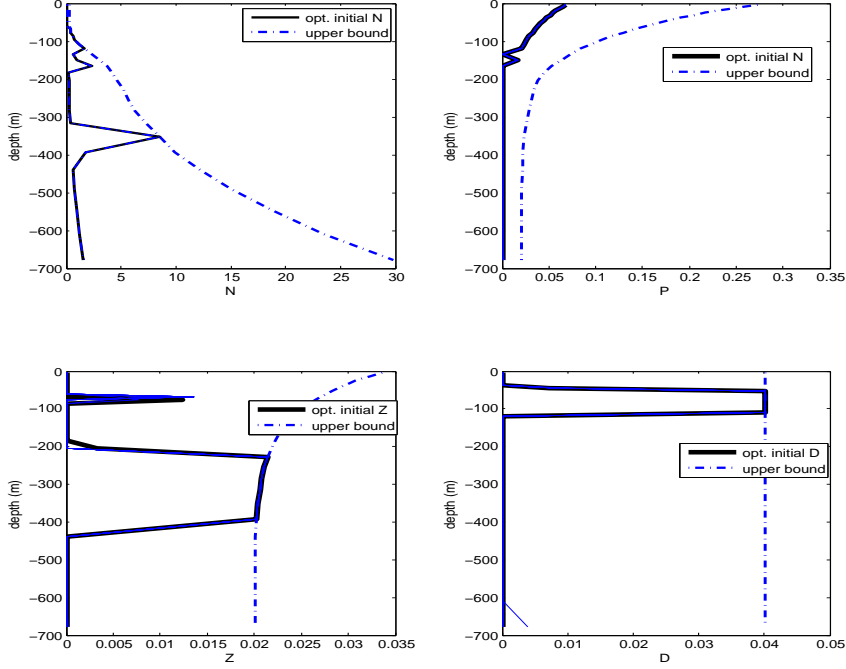 0
−100
−200
−300
−400
−500
−600
−700
depth (m)
0 5 10 15 20 25 30
N
opt. initial N
upper bound
0
−100
−200
−300
−400
−500
−600
−700
depth (m)
0 0.05 0.1 0.15 0.2 0.25 0.3 0.35
P
opt. initial N
upper bound
0
−100
−200
−300
−400
−500
−600
−700
depth (m)
0 0.005 0.01 0.015 0.02 0.025 0.03 0.035
Z
opt. initial Z
upper bound
0
−100
−200
−300
−400
−500
−600
−700
depth (m)
0 0.01 0.02 0.03 0.04 0.05
D
opt. initial D
upper bound